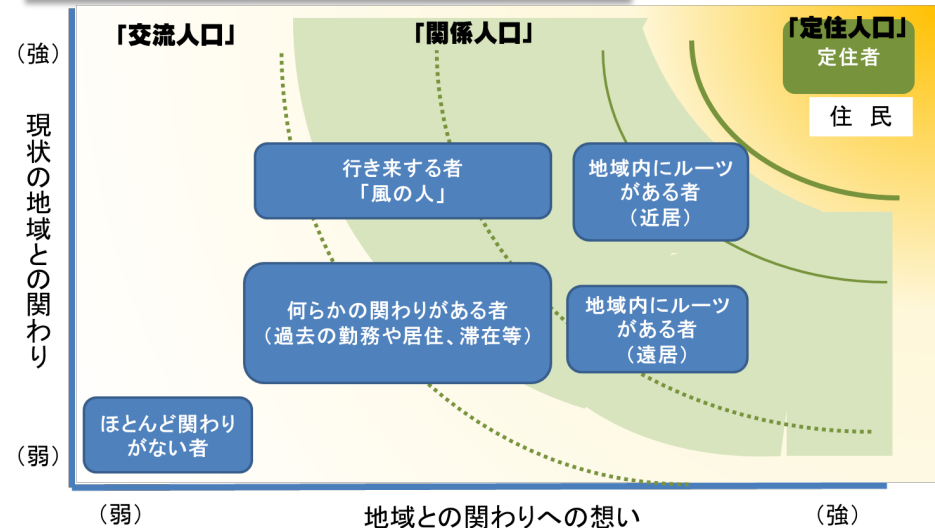 「交流人口」
「関係人口」
「定住人口」
定住者
住 民
（強）
現状の地域との関わり
（弱）
行き来する者
「風の人」
地域内にルーツ
がある者
（近居）
何らかの関わりがある者
（過去の勤務や居住、滞在等）
地域内にルーツ
がある者
（遠居）
ほとんど関わり
がない者
（弱）
地域との関わりへの想い
（強）